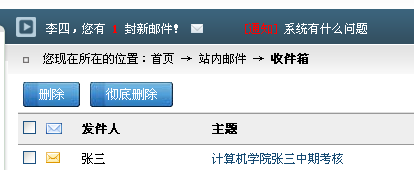 李四，您有 封新邮件！ 系统有什么问题
您现在所在的位置：首页 → 站内邮件 → 收件箱
删除 彻底删除
发件人 主题
张三 计算机学院张三中期考核